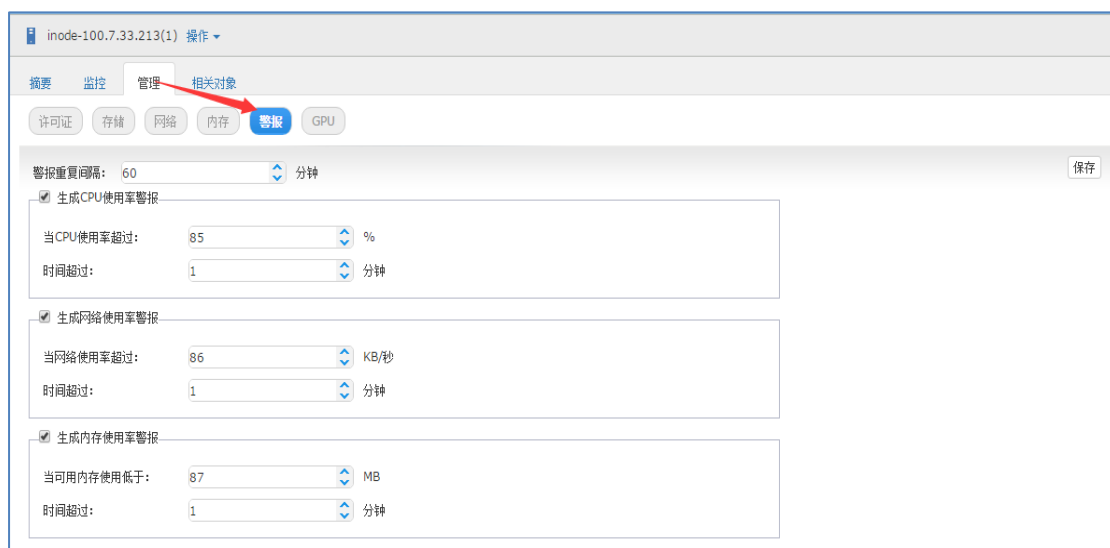 inode-100.7.33.213(1) 操作
摘要 监控 管理 相关对象
许可证 存储 网络 内存 警报 GPU
警报重复间隔: 60 分钟 保存
生成CPU使用率警报
当CPU使用率超过: 85 %
时间超过: 1 分钟
生成网络使用率警报
当网络使用率超过: 86 KB/秒
时间超过: 1 分钟
生成内存使用率警报
当可用内存使用低于: 87 MB
时间超过: 1 分钟